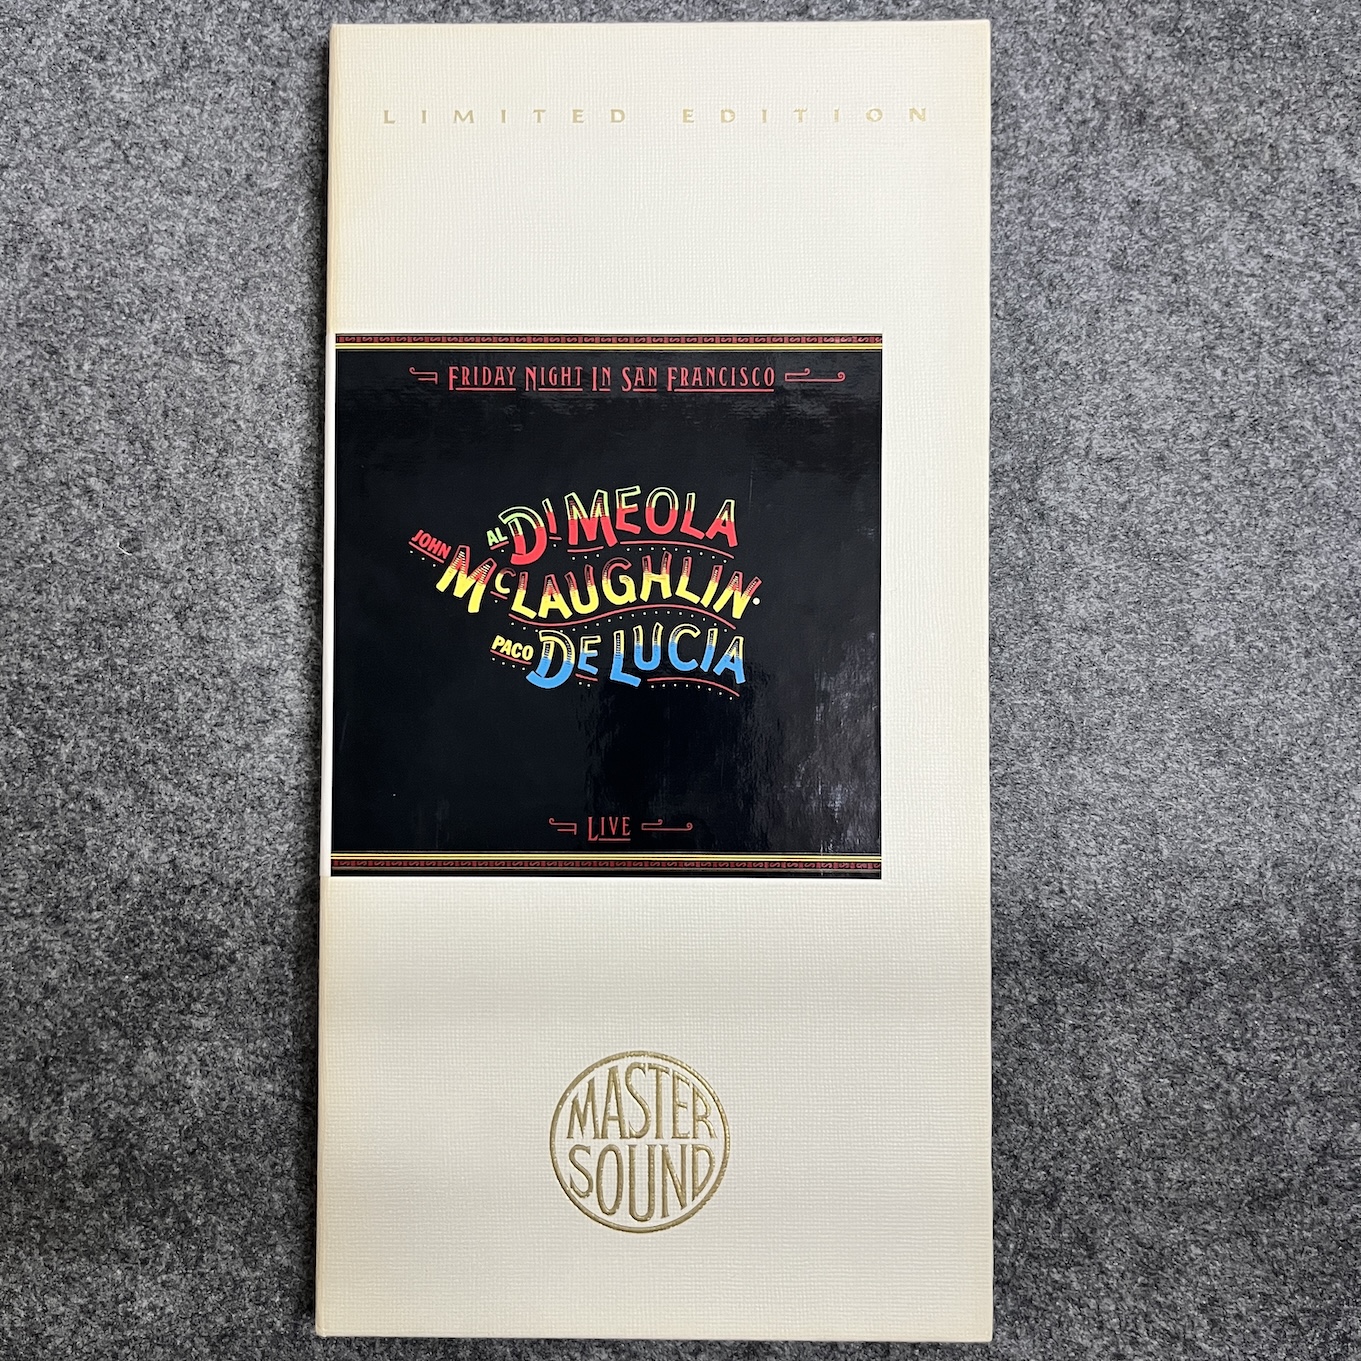 LIMITED EDITION
FRIDAY NIGHT IN SAN FRANCISCO
AL DI MEOLA
JOHN MCLAUGHLIN
PACO DE LUCIA
LIVE
MASTER
SOUND